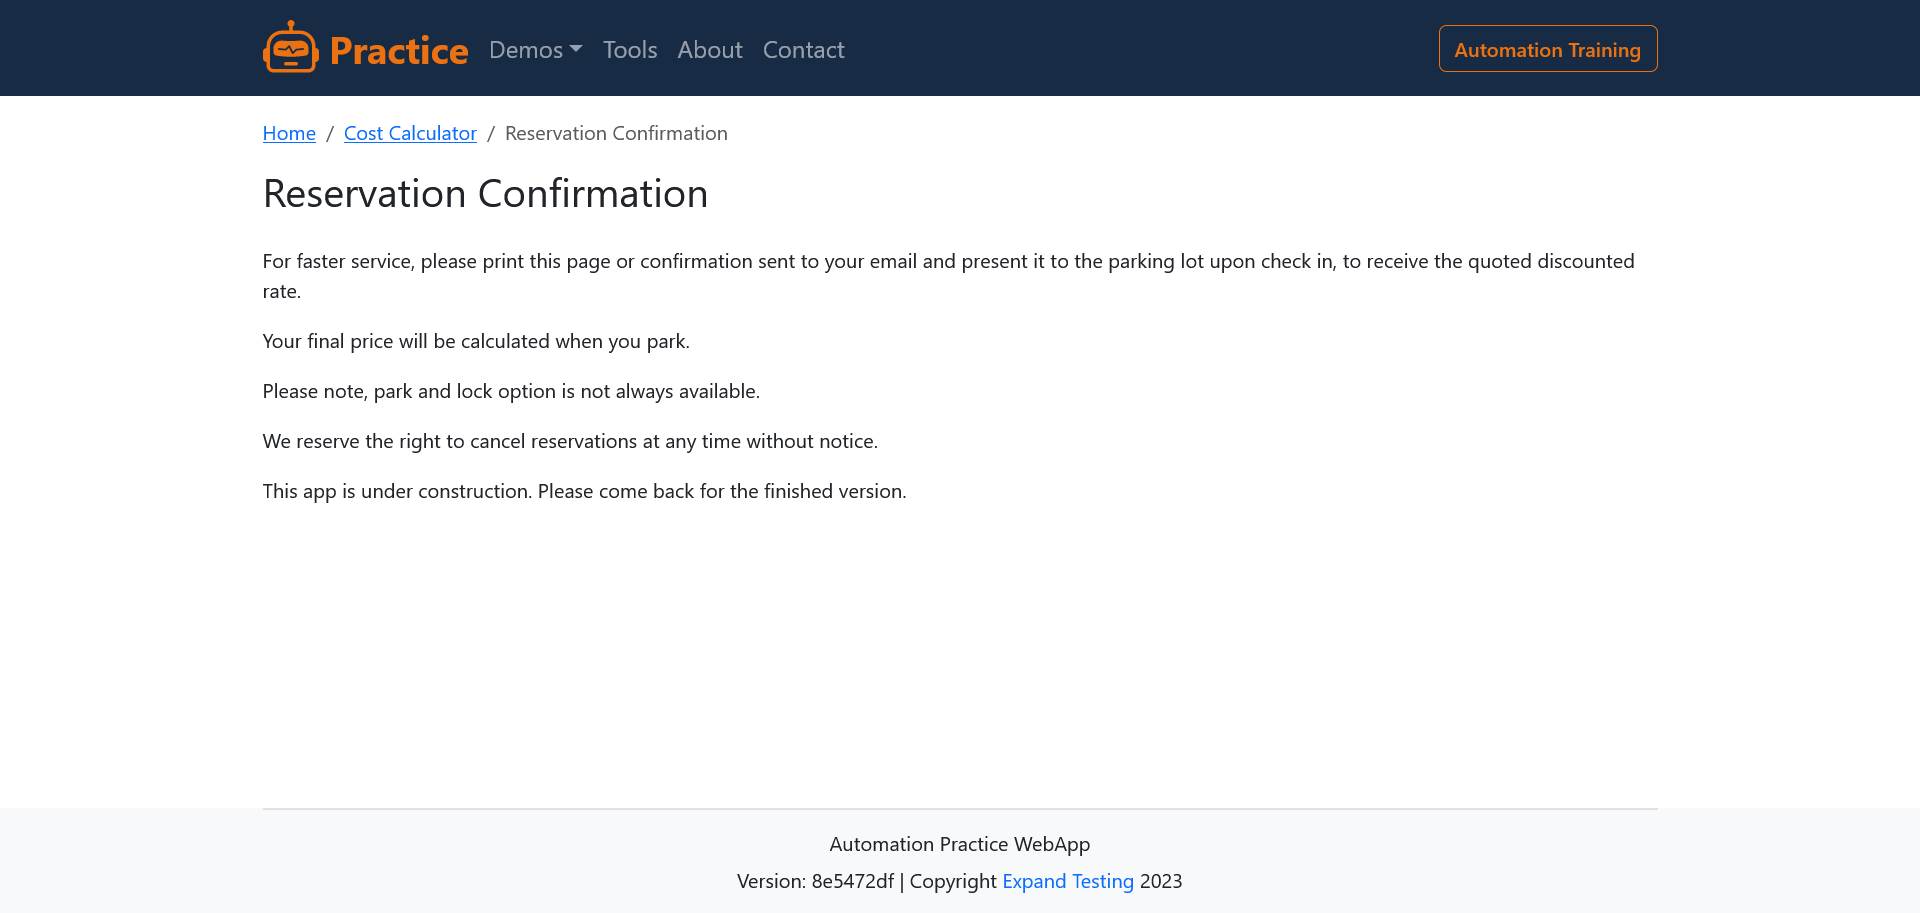 Practice Demos Tools About Contact Automation Training
Home / Cost Calculator / Reservation Confirmation
Reservation Confirmation
For faster service, please print this page or confirmation sent to your email and present it to the parking lot upon check in, to receive the quoted discounted
rate.
Your final price will be calculated when you park.
Please note, park and lock option is not always available.
We reserve the right to cancel reservations at any time without notice.
This app is under construction. Please come back for the finished version.
Automation Practice WebApp
Version: 8e5472df | Copyright Expand Testing 2023